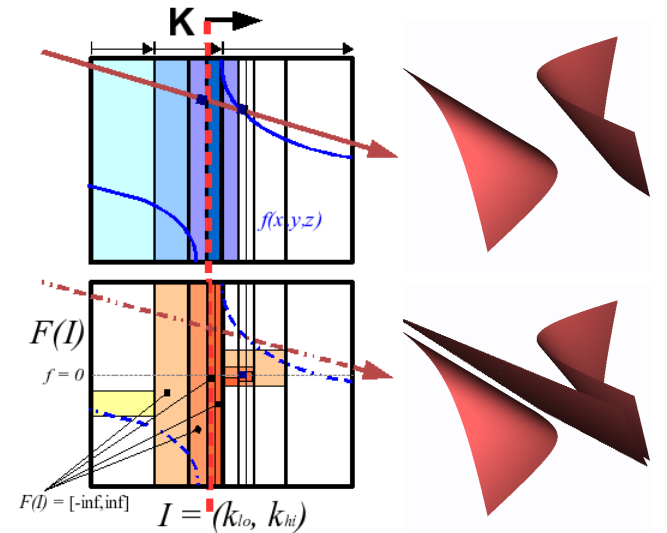 K
f(x,y,z)
F(I)
f = 0
F(I) = [-inf,inf]
I = (klo, khi)